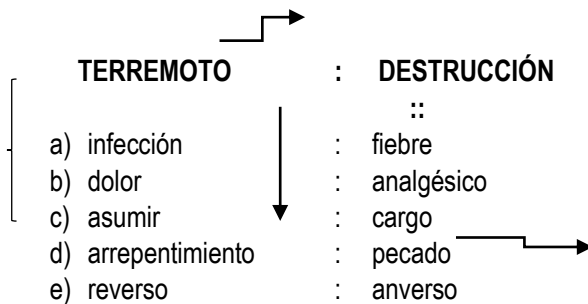 TERREMOTO : DESTRUCCIÓN
::
a) infección : fiebre
b) dolor : analgésico
c) asumir : cargo
d) arrepentimiento : pecado
e) reverso : anverso